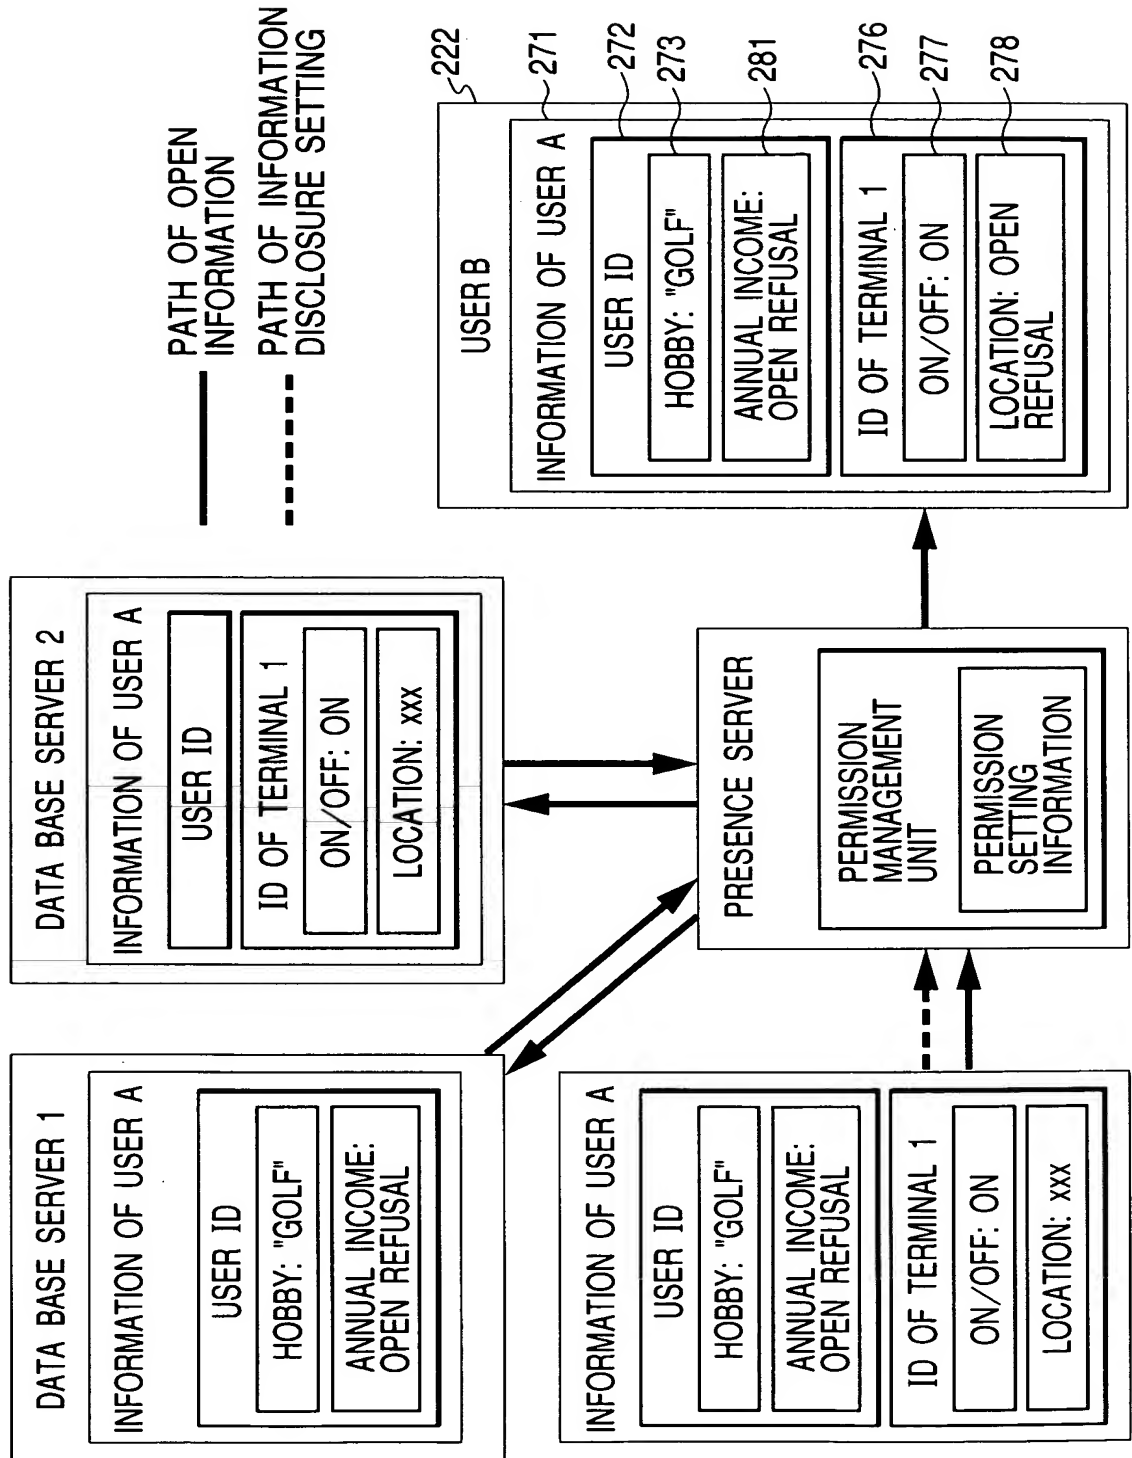 DATA BASE SERVER 1
INFORMATION OF USER A
USER ID
HOBBY: "GOLF"
ANNUAL INCOME:
OPEN REFUSAL
DATA BASE SERVER 2
INFORMATION OF USER A
USER ID
ID OF TERMINAL 1
ON/OFF: ON
LOCATION: xxx
PATH OF OPEN
INFORMATION
PATH OF INFORMATION
DISCLOSURE SETTING
INFORMATION OF USER A
USER ID
HOBBY: "GOLF"
ANNUAL INCOME:
OPEN REFUSAL
ID OF TERMINAL 1
ON/OFF: ON
LOCATION: xxx
PRESENCE SERVER
PERMISSION
MANAGEMENT
UNIT
PERMISSION
SETTING
INFORMATION
USER B
INFORMATION OF USER A
USER ID
HOBBY: "GOLF"
ANNUAL INCOME:
OPEN REFUSAL
ID OF TERMINAL 1
ON/OFF: ON
LOCATION: OPEN
REFUSAL
222
271
272
273
281
276
277
278